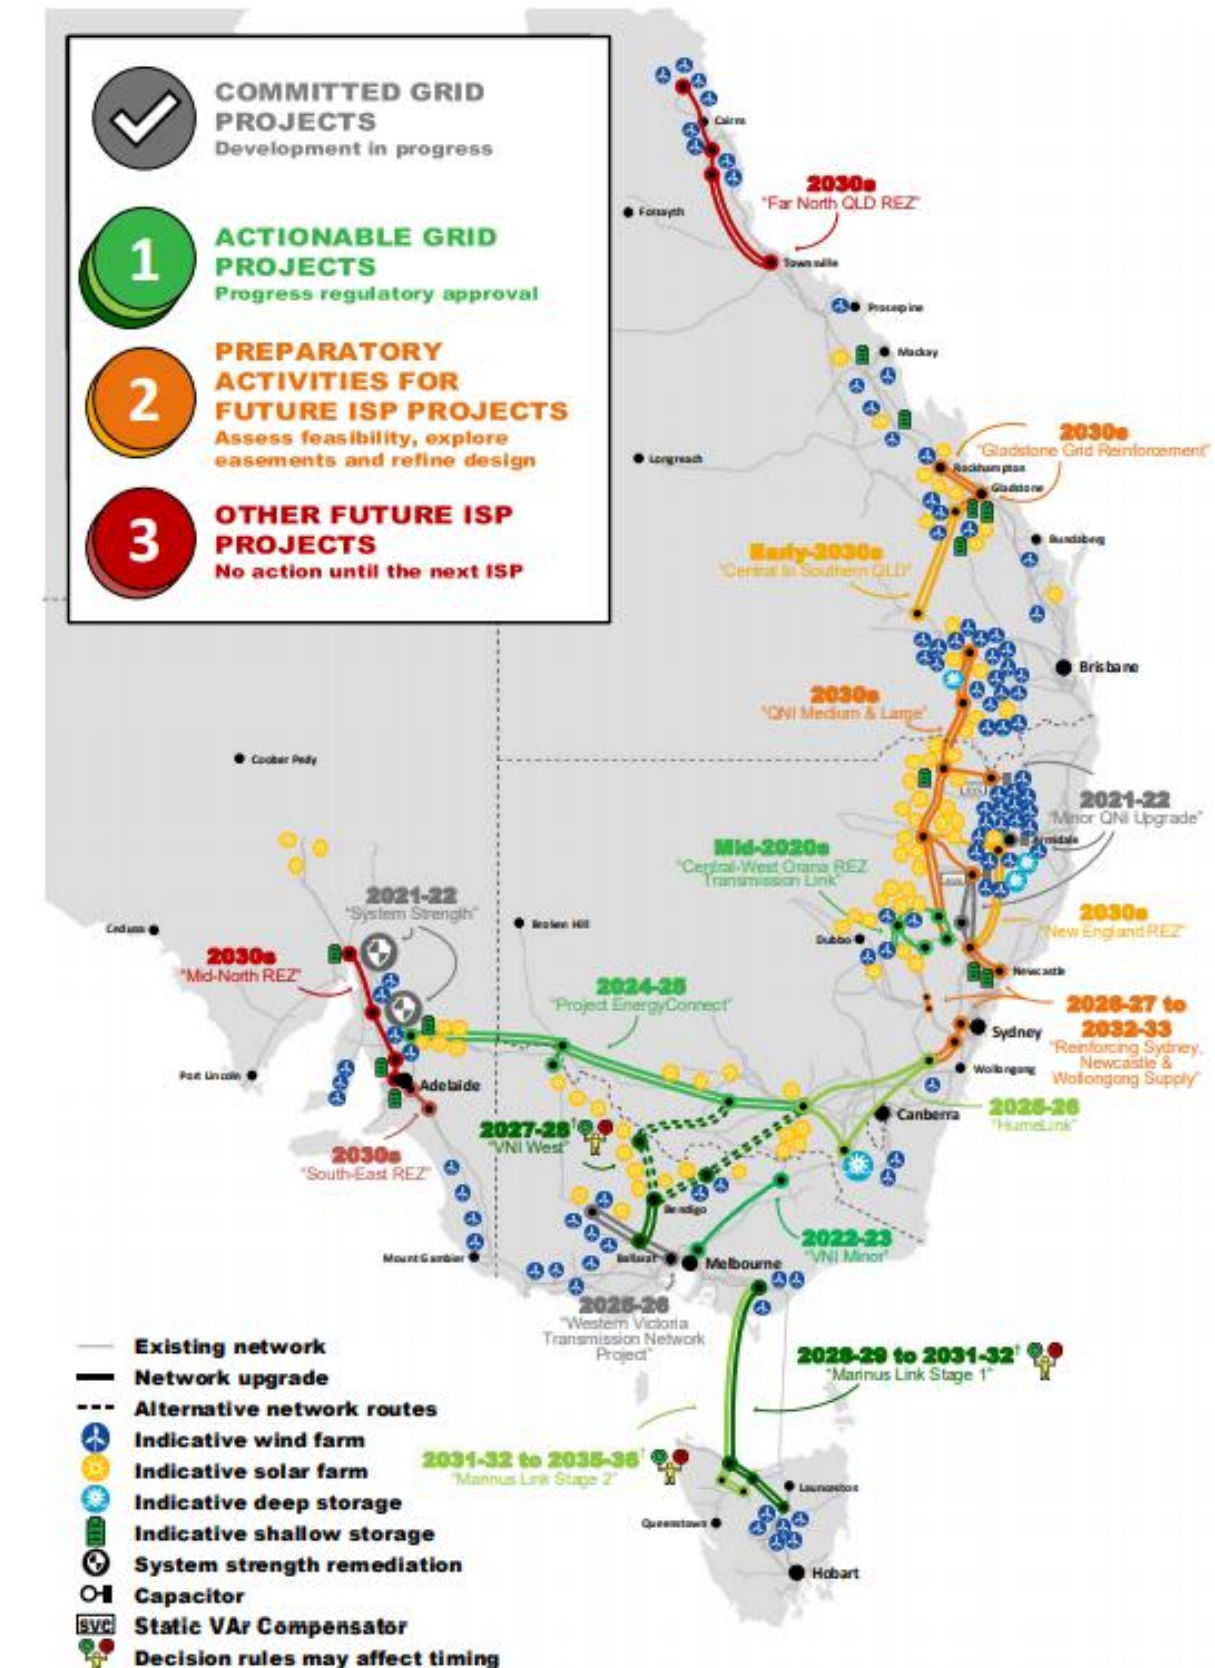 COMMITTED GRID
PROJECTS
Development in progress
1
ACTIONABLE GRID
PROJECTS
Progress regulatory approval
2
PREPARATORY
ACTIVITIES FOR
FUTURE ISP PROJECTS
Assess feasibility, explore
easements and refine design
3
OTHER FUTURE ISP
PROJECTS
No action until the next ISP
Cairns
2030s
"Far North QLD REZ"
Forsyth
Townsville
Proserpine
Mackay
2030s
"Gladstone Grid Reinforcement"
Longreach
Rockhampton
Gladstone
Bundaberg
Early-2030s
"Central to Southern QLD"
Brisbane
2030s
"QNI Medium & Large"
Coober Pedy
2021-22
"Minor QNI Upgrade"
Armidale
Mid-2020s
"Central-West Orana REZ
Transmission Link"
2021-22
"System Strength"
2030s
"New England REZ"
Ceduna
Broken Hill
Dubbo
2030s
"Mid-North REZ"
Newcastle
2024-25
"Project EnergyConnect"
2026-27 to
2032-33
"Reinforcing Sydney,
Newcastle &
Wollongong Supply"
Sydney
Port Lincoln
Adelaide
Wollongong
Canberra
2025-26
"HumeLink"
2027-28†
"VNI West"
2030s
"South-East REZ"
Bendigo
2022-23
"VNI Minor"
Mount Gambier
Ballarat
Melbourne
2025-26
"Western Victoria
Transmission Network
Project"
2028-29 to 2031-32†
"Marinus Link Stage 1"
2031-32 to 2035-36†
"Marinus Link Stage 2"
Launceston
Queenstown
Hobart
Existing network
Network upgrade
Alternative network routes
Indicative wind farm
Indicative solar farm
Indicative deep storage
Indicative shallow storage
System strength remediation
Capacitor
SVC Static VAr Compensator
Decision rules may affect timing